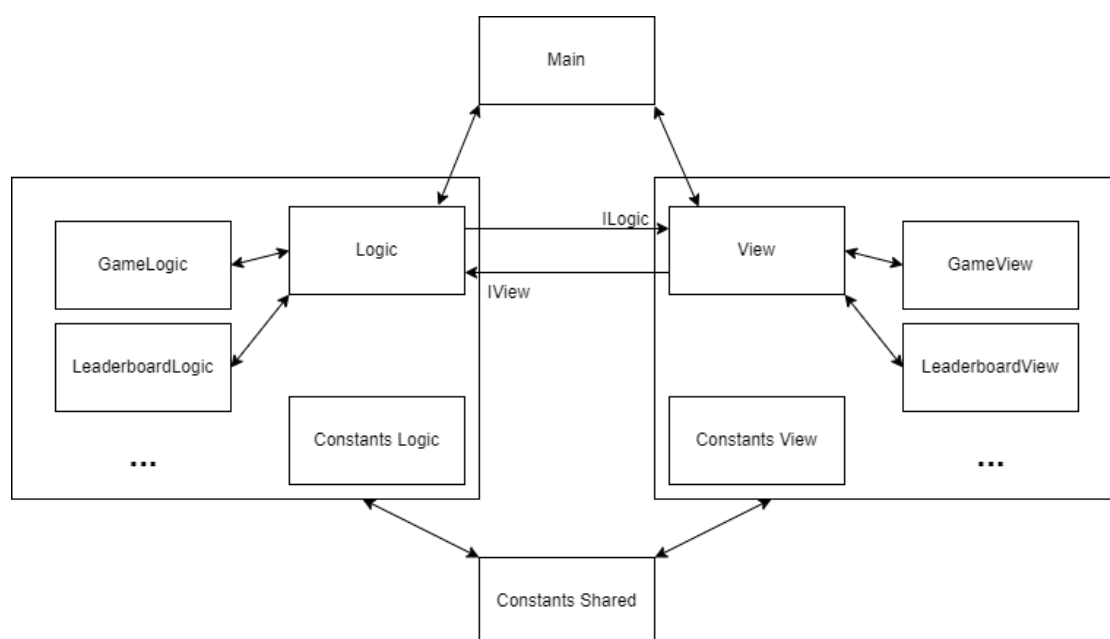 Main
ILogic
Logic
View
GameLogic
GameView
IView
LeaderboardLogic
LeaderboardView
Constants Logic
Constants View
...
...
Constants Shared